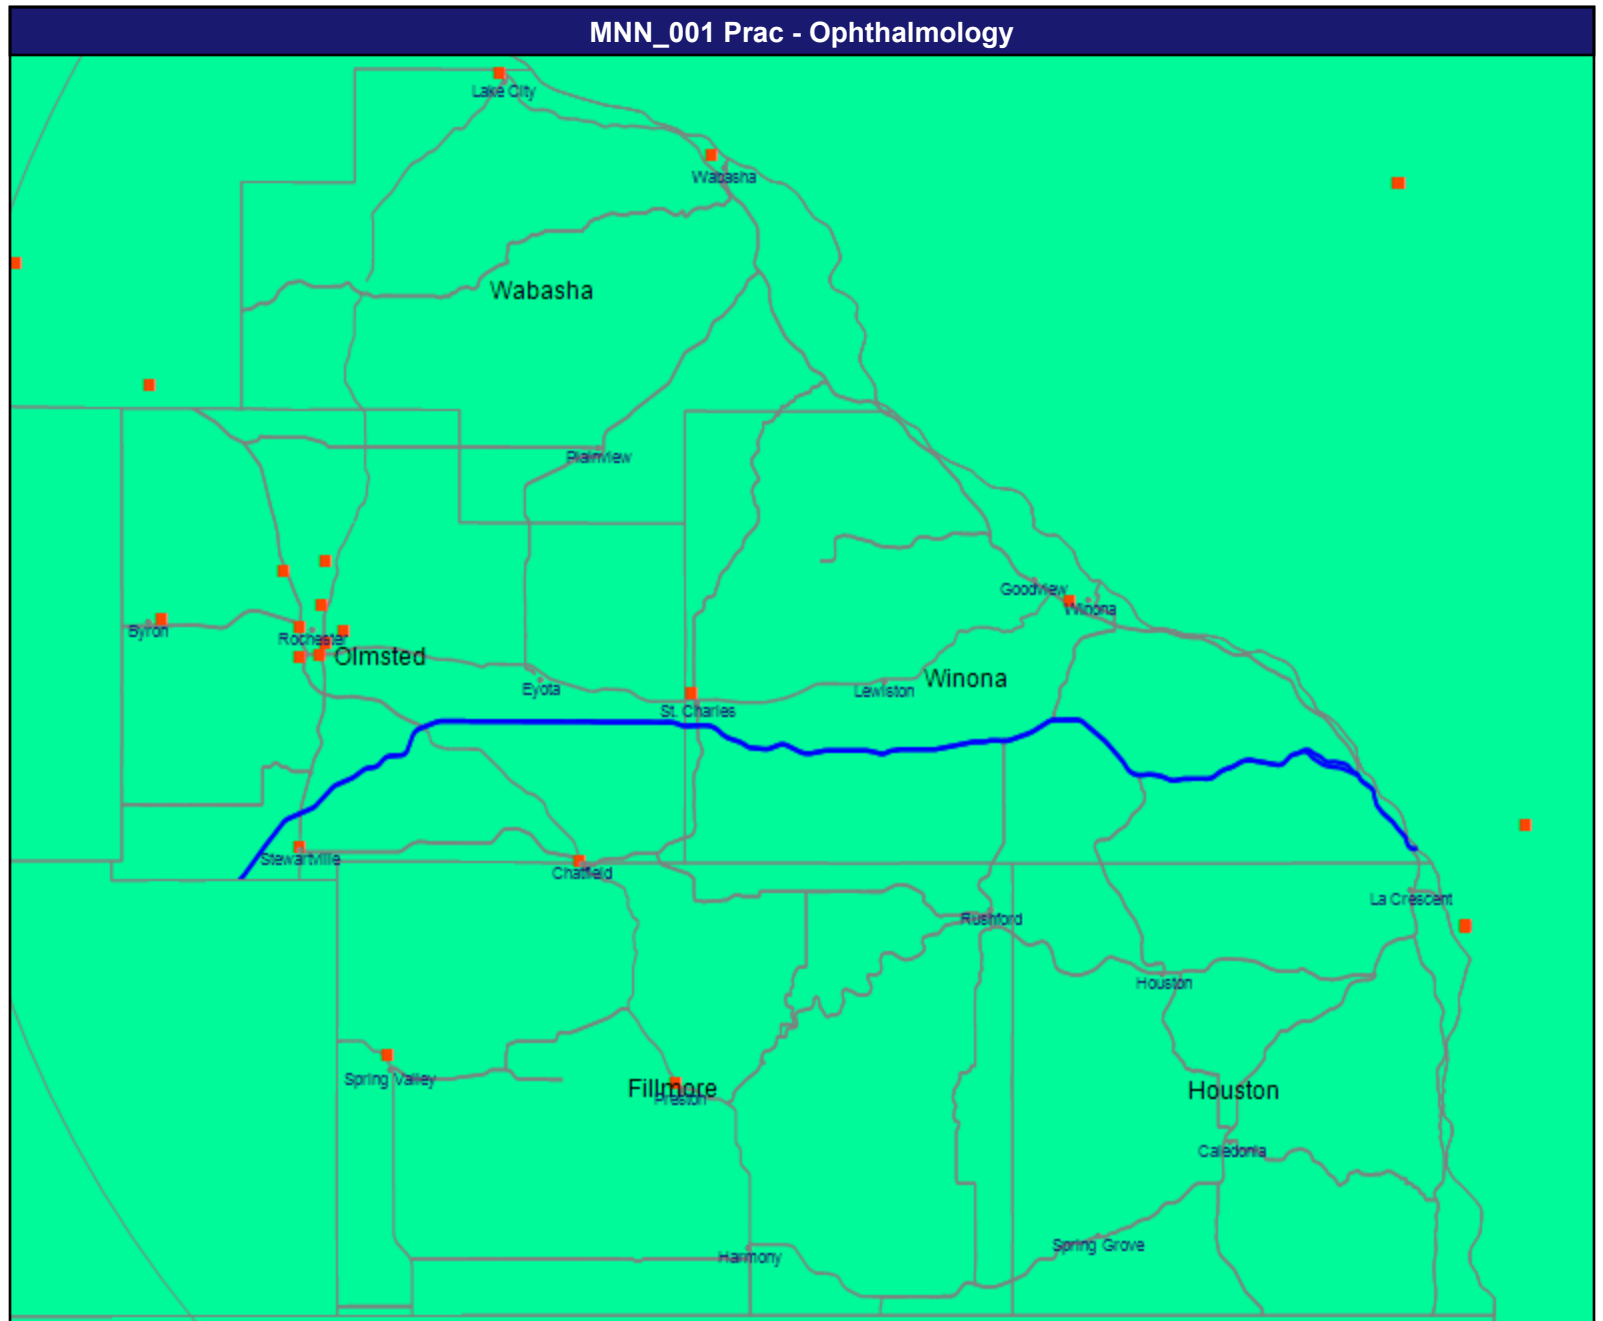 MNN_001 Prac - Ophthalmology
Lake City
Wabasha
Wabasha
Plainview
Goodview
Winona
Byron
Rochester
Olmsted
Winona
Eyota
Lewiston
St. Charles
Stewartville
Chatfield
La Crescent
Rushford
Houston
Spring Valley
Fillmore
Preston
Houston
Caledonia
Spring Grove
Harmony